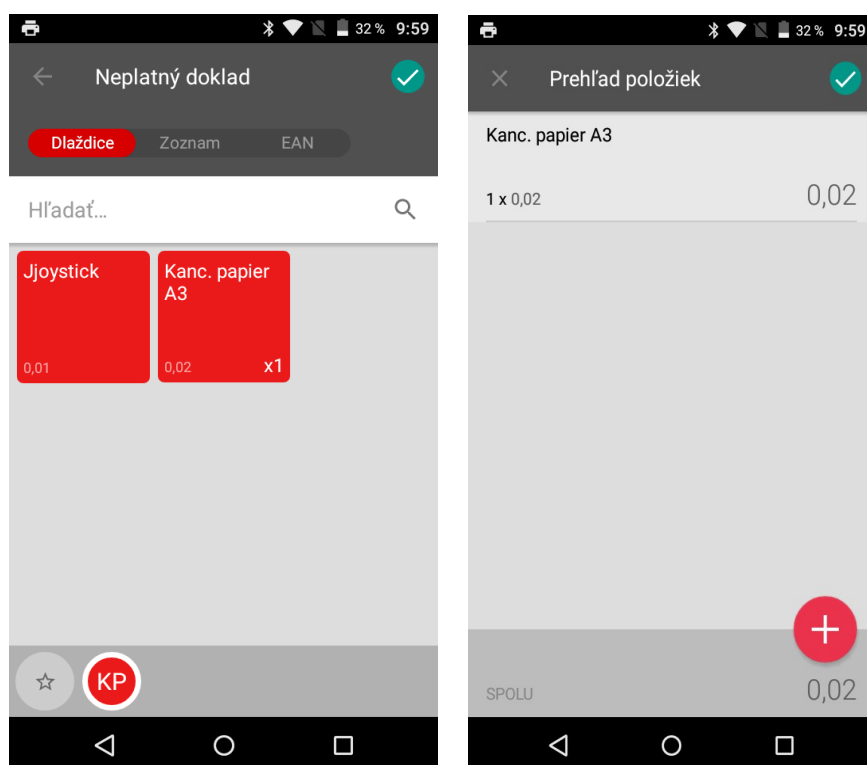 32 % 9:59
Neplatný doklad
Dlaždice Zoznam EAN
Hľadať...
Jjoystick
0,01
Kanc. papier
A3
0,02 x1
KP
32 % 9:59
Prehľad položiek
Kanc. papier A3
1 x 0,02 0,02
SPOLU 0,02